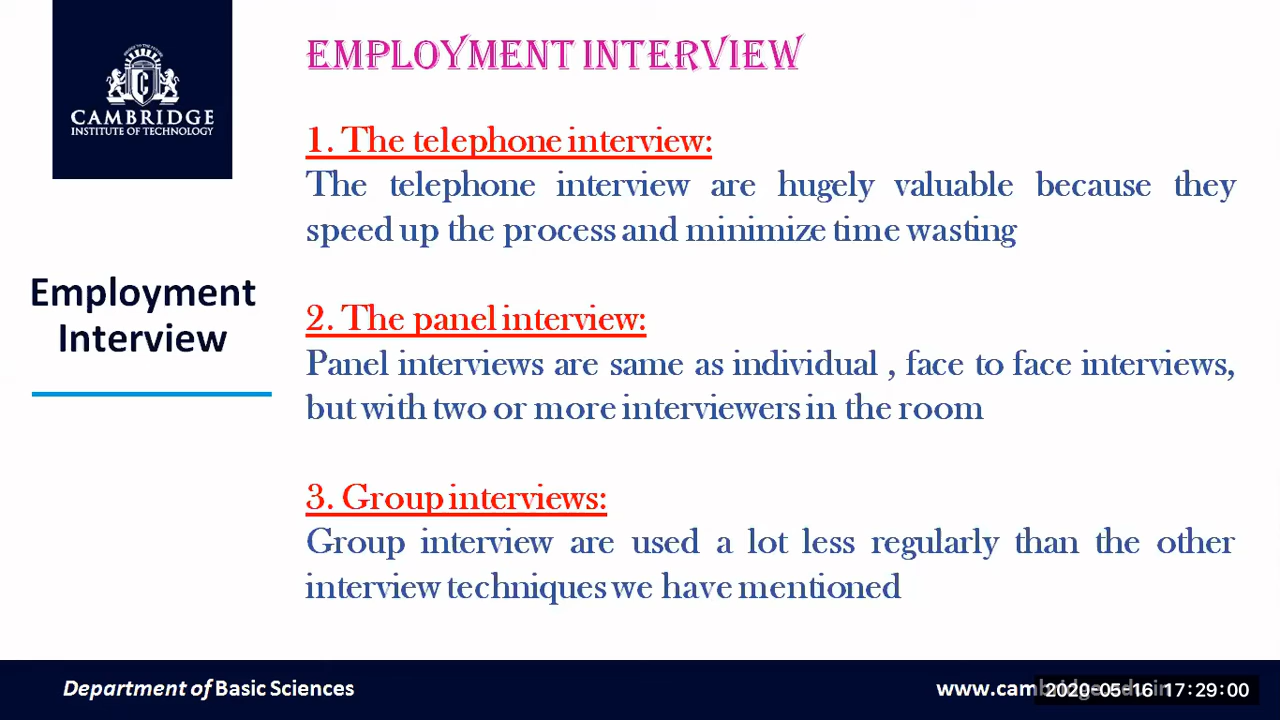 CAMBRIDGE
INSTITUTE OF TECHNOLOGY
Employment
Interview
EMPLOYMENT INTERVIEW
1. The telephone interview:
The telephone interview are hugely valuable because they
speed up the process and minimize time wasting
2. The panel interview:
Panel interviews are same as individual , face to face interviews,
but with two or more interviewers in the room
3. Group interviews:
Group interview are used a lot less regularly than the other
interview techniques we have mentioned
Department of Basic Sciences
www.cambridge.edu.in
2020-05-16 17:29:00